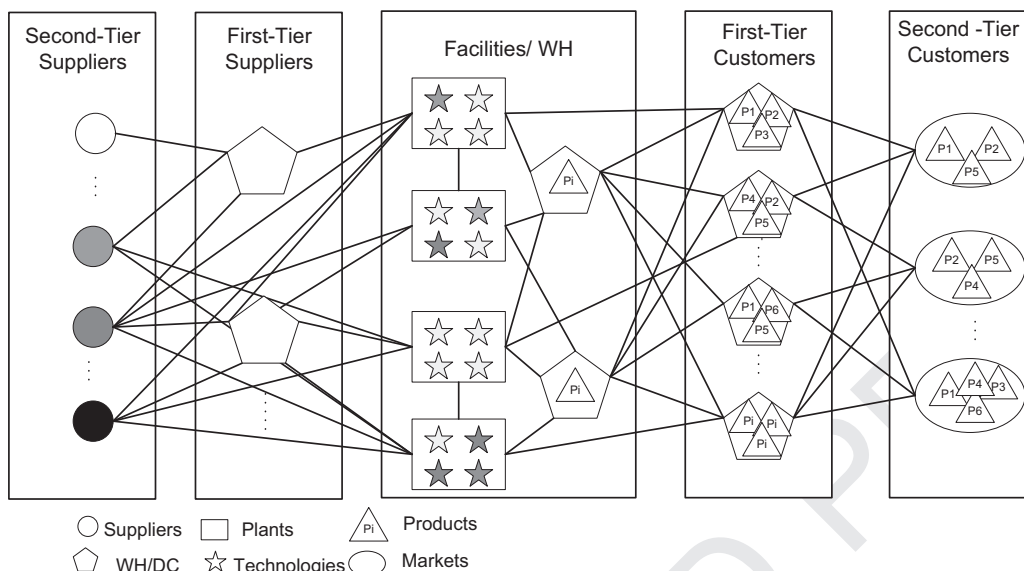 Second-Tier
Suppliers
First-Tier
Suppliers
Facilities/ WH
First-Tier
Customers
Second -Tier
Customers
P1
P2
P3
P4
P2
P5
P1
P6
P5
Pi
Pi
Pi
Pi
Pi
P1
P2
P5
P2
P5
P4
P1
P4
P3
P6
Suppliers
Plants
Pi
Products
WH/DC
Technologies
Markets